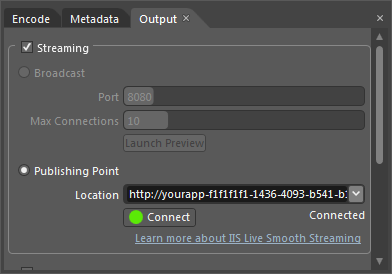 Encode Metadata Output ×
Streaming
Broadcast
Port 8080
Max Connections 10
Launch Preview
Publishing Point
Location http://yourapp-f1f1f1f1-1436-4093-b541-b
Connect Connected
Learn more about IIS Live Smooth Streaming